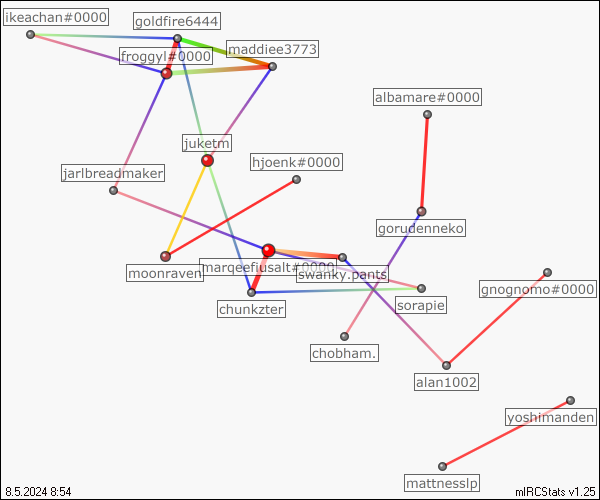 ikeachan#0000
goldfire6444
froggyl#0000
maddiee3773
albamare#0000
juketm
hjoenk#0000
jarlbreadmaker
gorudenneko
moonraven
marqeefiusalt#0000
swanky.pants
gnognomo#0000
sorapie
chunkzter
chobham.
alan1002
yoshimanden
mattnesslp
8.5.2024 8:54
mIRCStats v1.25